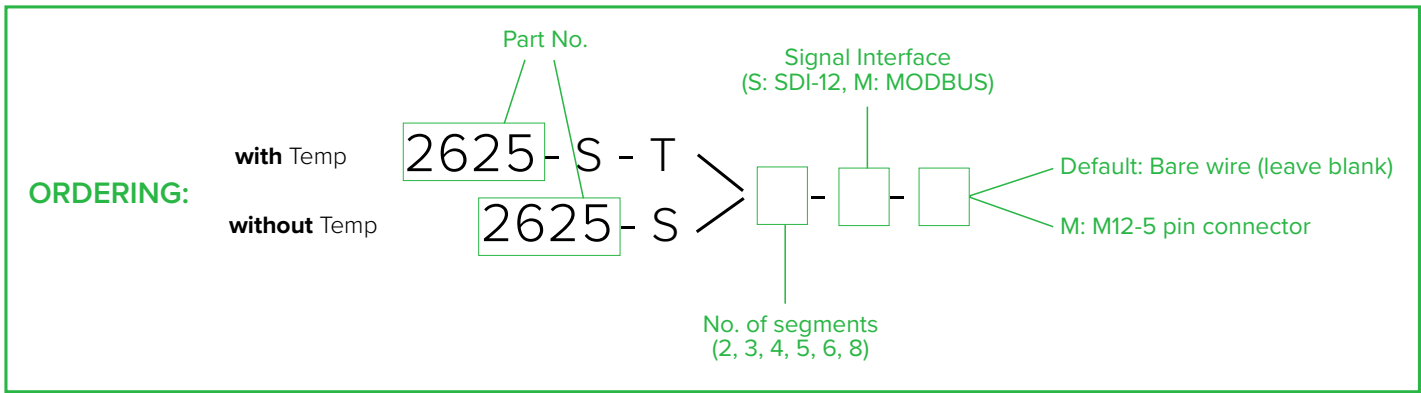 Part No.
Signal Interface
(S: SDI-12, M: MODBUS)
with Temp 2625 - S - T
ORDERING:
Default: Bare wire (leave blank)
without Temp 2625 - S
- -
M: M12-5 pin connector
No. of segments
(2, 3, 4, 5, 6, 8)